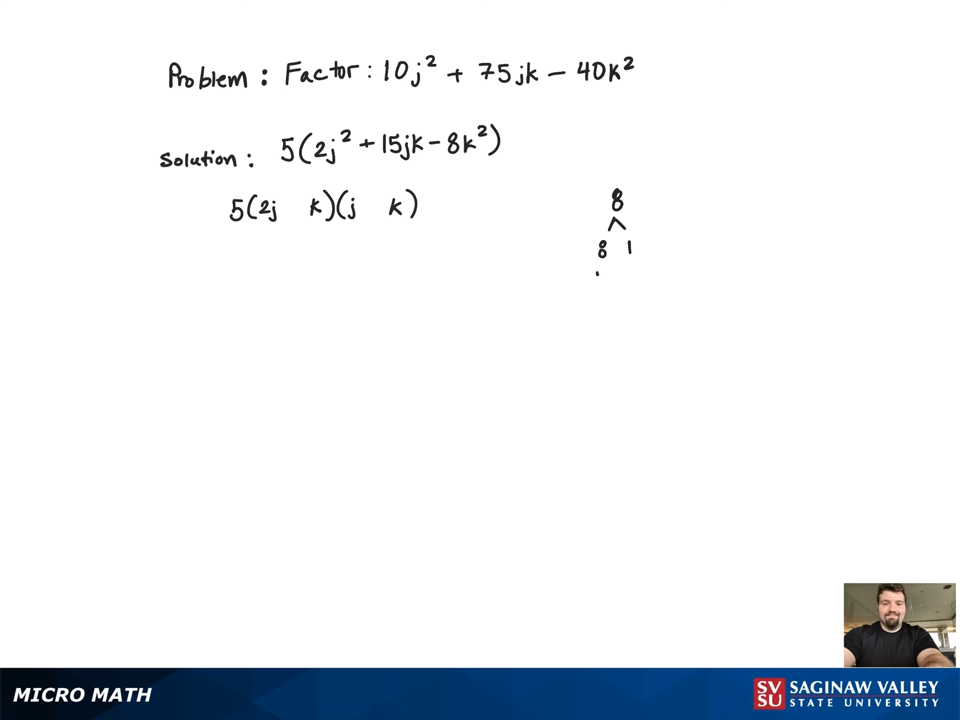 Problem : Factor : 10j² + 75jk - 40k²
Solution : 5(2j² + 15jk - 8k²)
5(2j k)(j k)
8
8 1
MICRO MATH
SVSU SAGINAW VALLEY
STATE UNIVERSITY